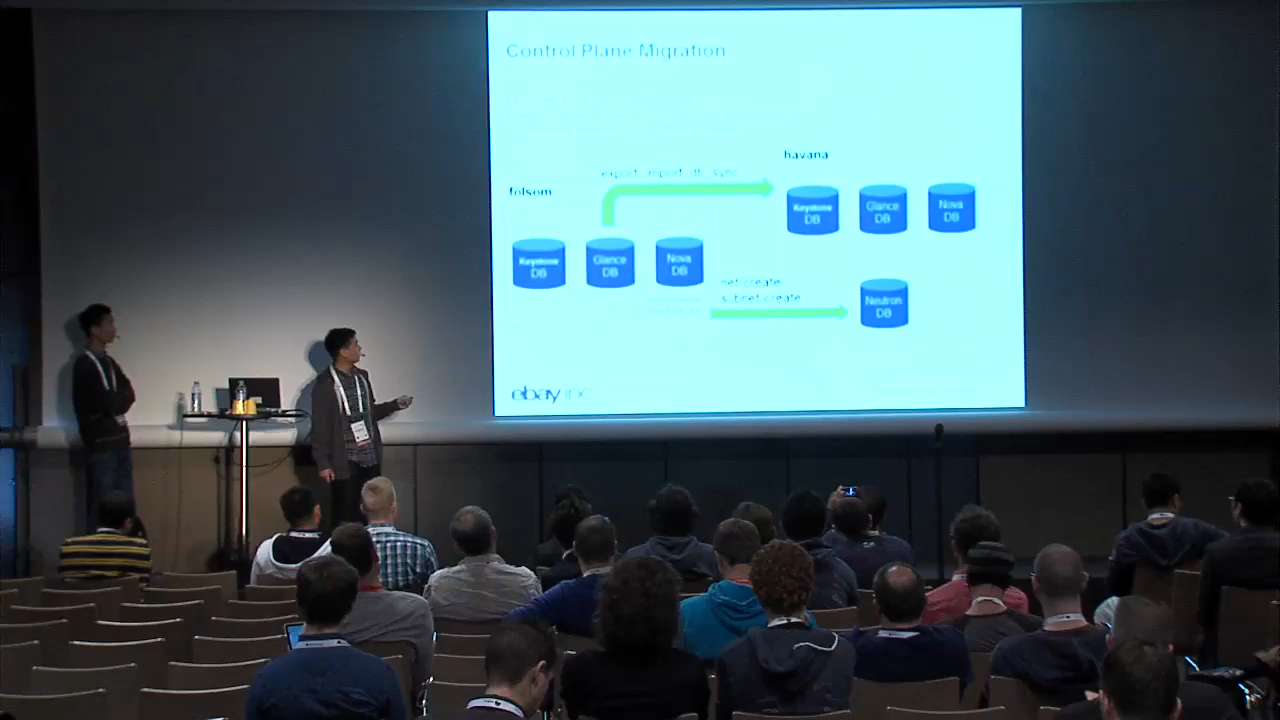 Control Plane Migration
havana
export, import, db_sync
folsom
Keystone
DB
Glance
DB
Nova
DB
Keystone
DB
Glance
DB
Nova
DB
net-create
subnet-create
Neutron
DB
ebay inc